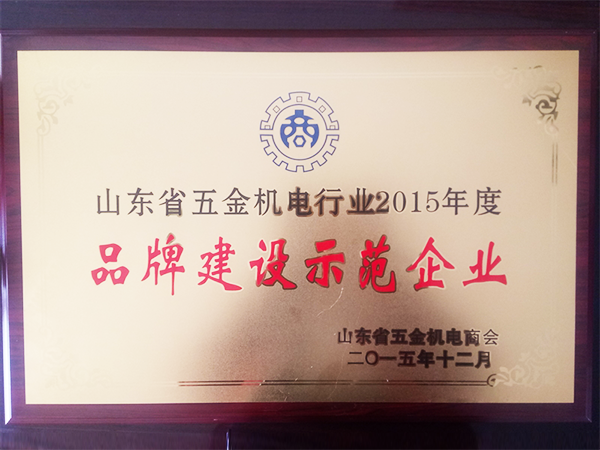 商
山东省五金机电行业2015年度
品牌建设示范企业
山东省五金机电商会
二〇一五年十二月